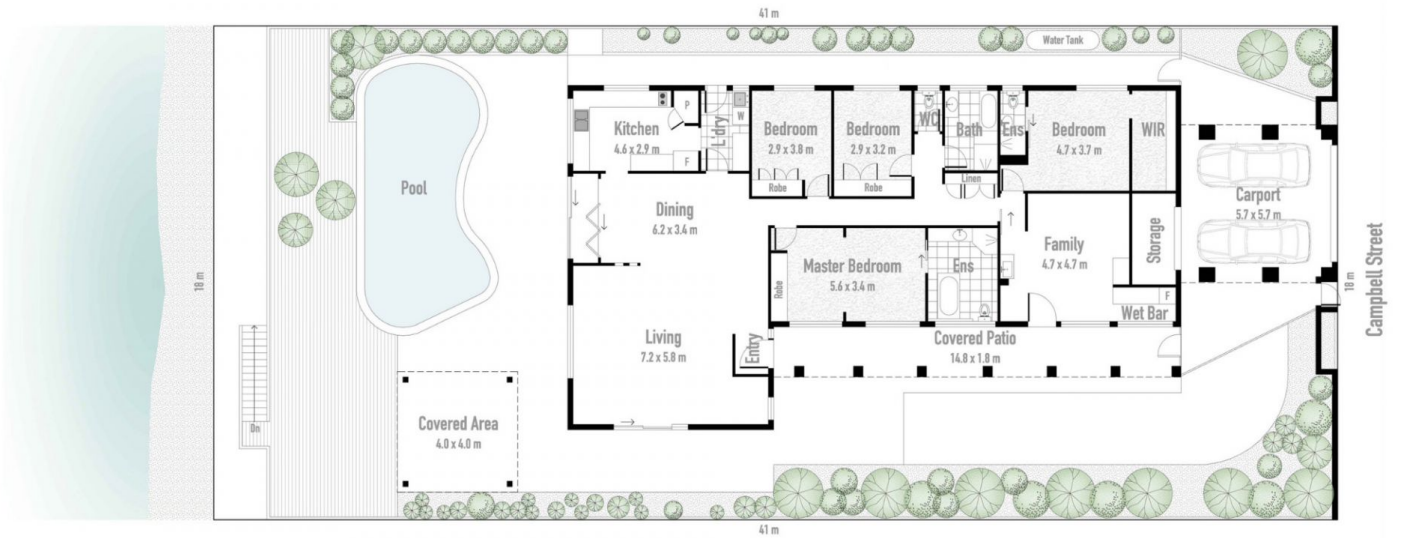 41 m
Water Tank
Kitchen
4.6 x 2.9 m
P
F
L'dry
W
Bedroom
2.9 x 3.8 m
Robe
Bedroom
2.9 x 3.2 m
Robe
WC
Bath
Linen
Ens
Bedroom
4.7 x 3.7 m
WIR
Pool
Dining
6.2 x 3.4 m
Carport
5.7 x 5.7 m
Family
4.7 x 4.7 m
Storage
Master Bedroom
5.6 x 3.4 m
Robe
Ens
F
Wet Bar
18 m
18 m
Campbell Street
Living
7.2 x 5.8 m
Entry
Covered Patio
14.8 x 1.8 m
Covered Area
4.0 x 4.0 m
Dn
41 m